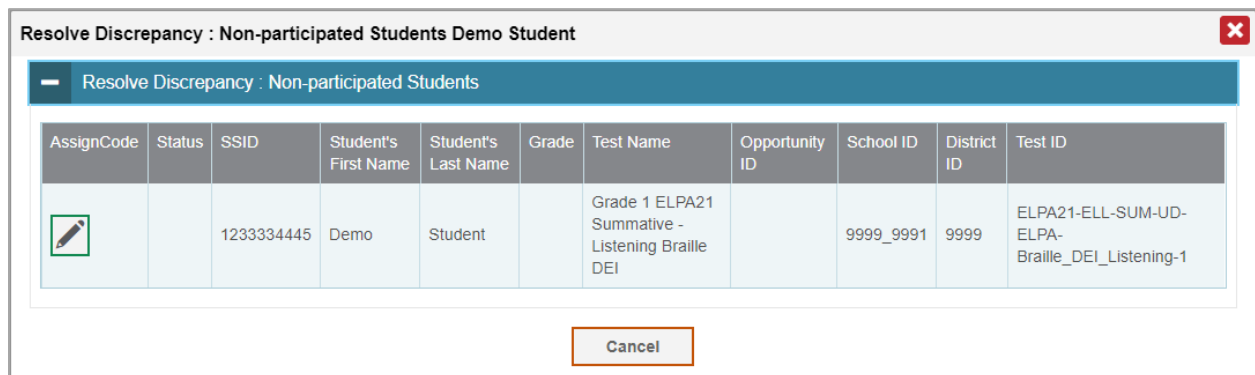 Resolve Discrepancy : Non-participated Students Demo Student
Resolve Discrepancy : Non-participated Students
AssignCode Status SSID Student's First Name Student's Last Name Grade Test Name Opportunity ID School ID District ID Test ID
1233334445 Demo Student Grade 1 ELPA21 Summative - Listening Braille DEI 9999_9991 9999 ELPA21-ELL-SUM-UD-ELPA-Braille_DEI_Listening-1
Cancel